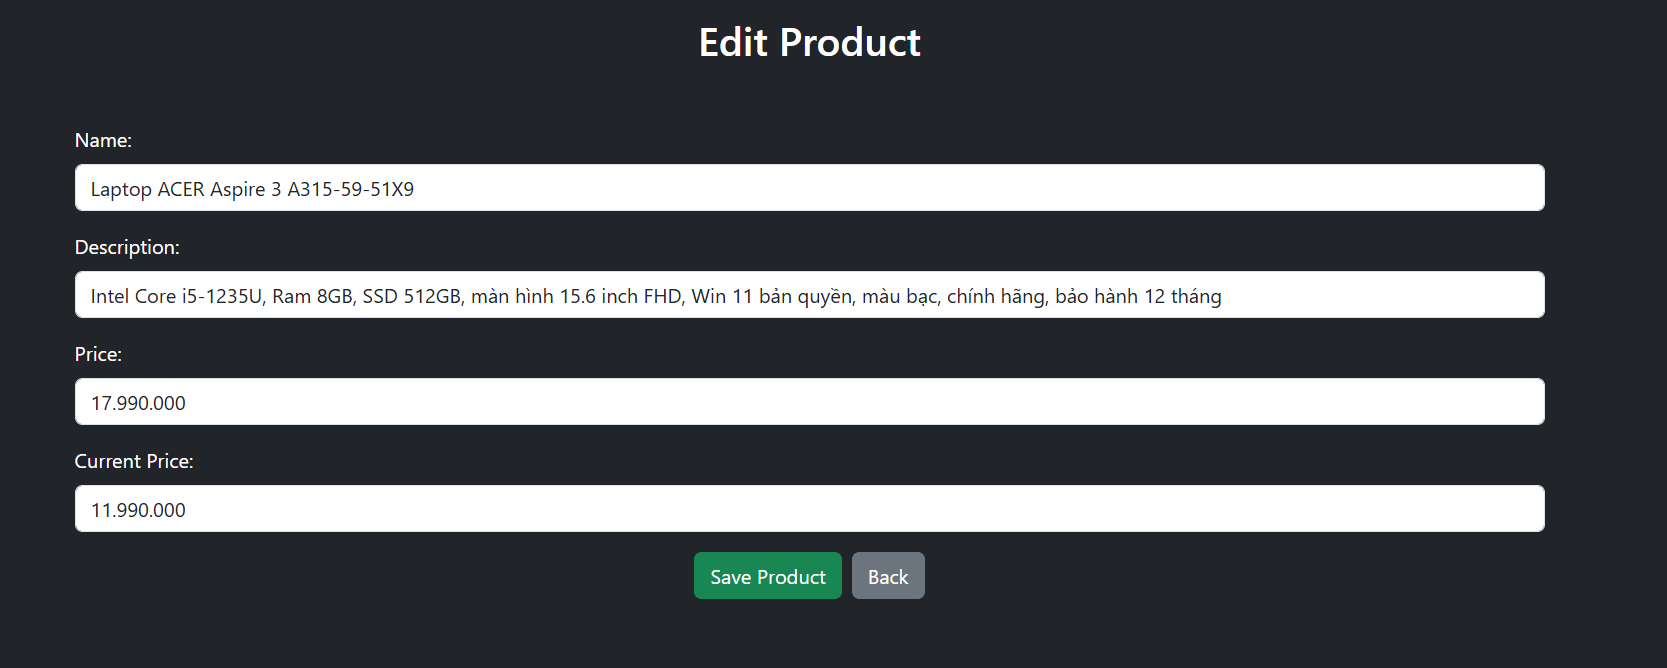 Edit Product
Name:
Laptop ACER Aspire 3 A315-59-51X9
Description:
Intel Core i5-1235U, Ram 8GB, SSD 512GB, màn hình 15.6 inch FHD, Win 11 bản quyền, màu bạc, chính hãng, bảo hành 12 tháng
Price:
17.990.000
Current Price:
11.990.000
Save Product Back